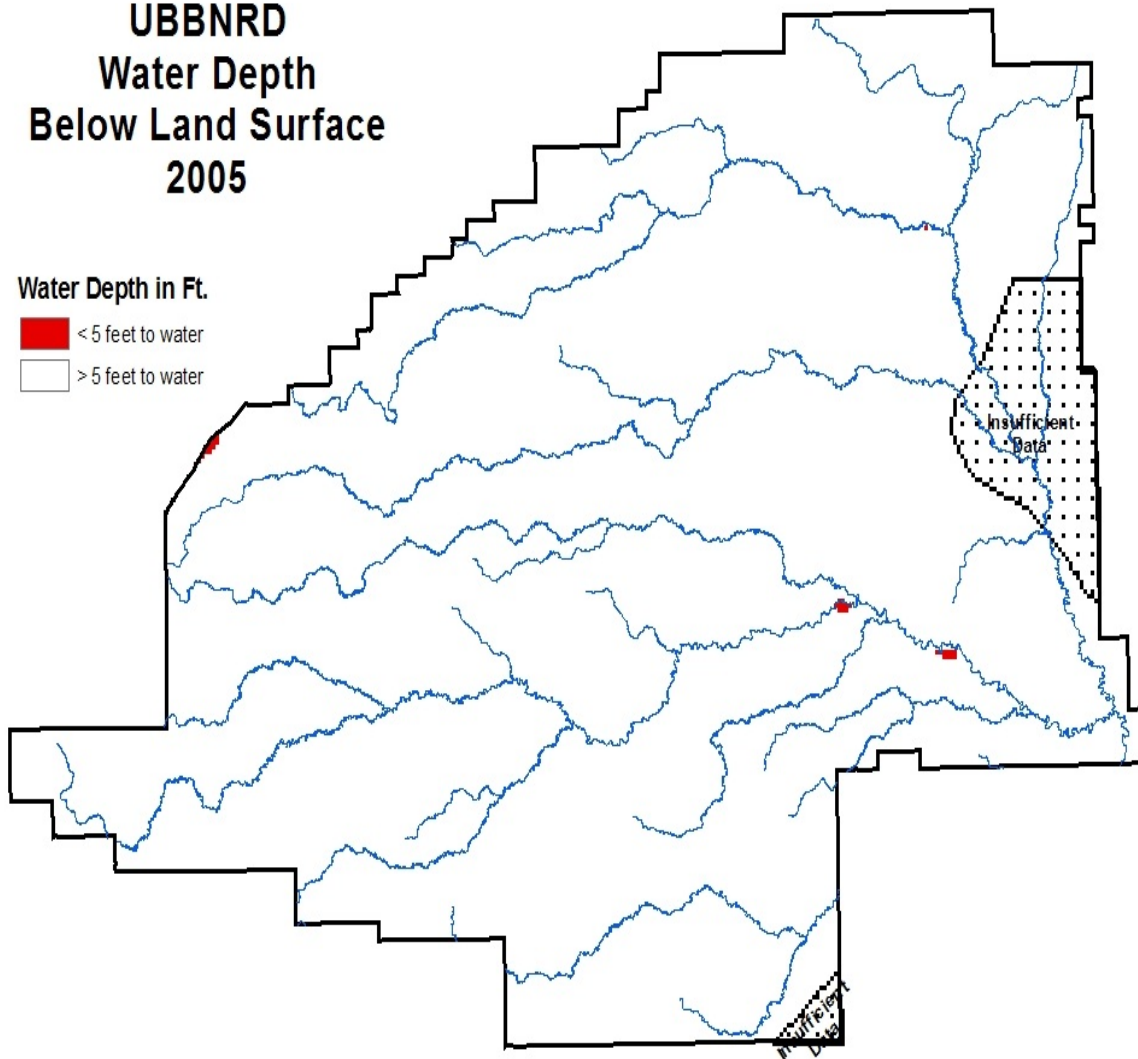 UBBNRD
Water Depth
Below Land Surface
2005
Water Depth in Ft.
< 5 feet to water
> 5 feet to water
Insufficient
Data
Insufficient
Data